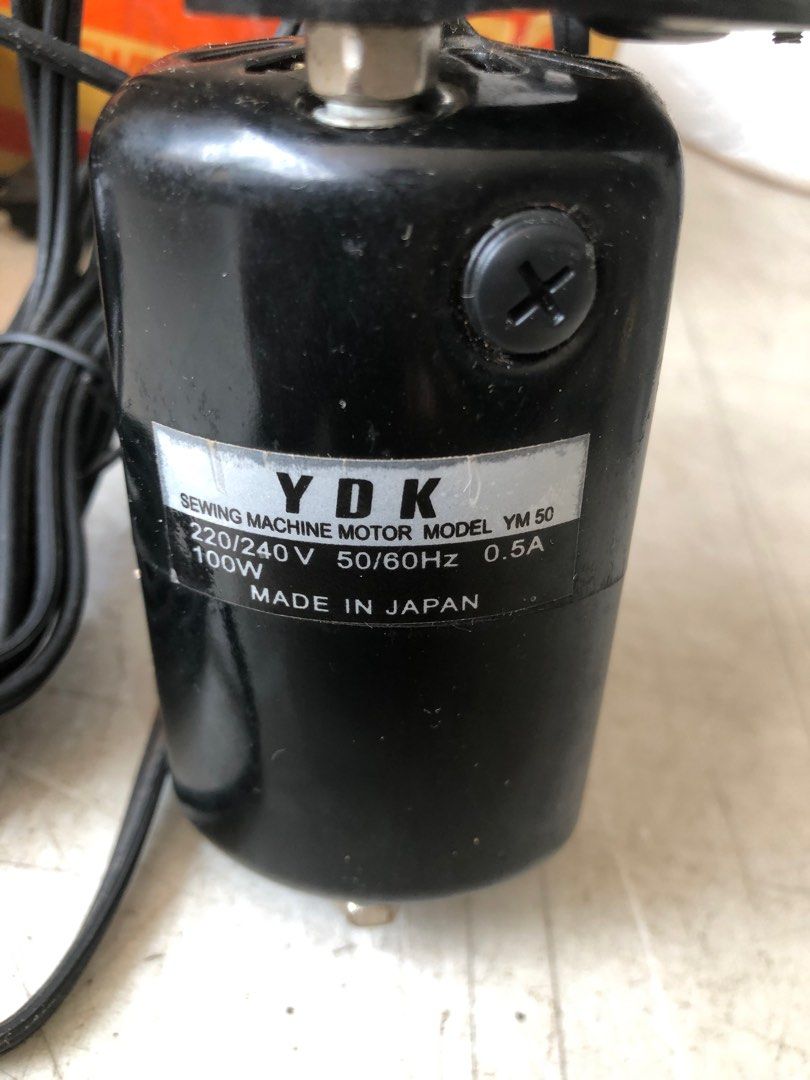 YDK
SEWING MACHINE MOTOR MODEL YM 50
220/240V 50/60Hz 0.5A
100W
MADE IN JAPAN